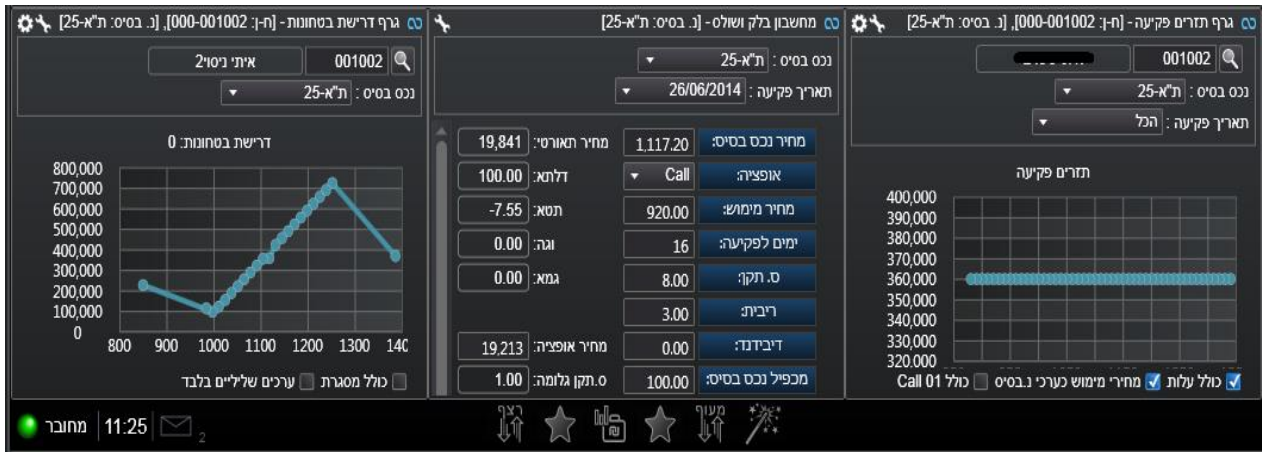 גרף תזרים פקיעה - [ח-ן: 000-001002], [נ. בסיס: ת"א-25]
001002
נכס בסיס : ת"א-25
תאריך פקיעה : הכל
תזרים פקיעה
400,000
390,000
380,000
370,000
360,000
350,000
340,000
330,000
320,000
כולל עלות מחירי מימוש כערכי נ.בסיס כולל Call 01
מחשבון בלק ושולס - [נ. בסיס: ת"א-25]
נכס בסיס : ת"א-25
תאריך פקיעה : 26/06/2014
מחיר נכס בסיס: 1,117.20 מחיר תאורטי: 19,841
אופציה: Call דלתא: 100.00
מחיר מימוש: 920.00 תטא: -7.55
ימים לפקיעה: 16 וגה: 0.00
ס. תקן: 8.00 גמא: 0.00
ריבית: 3.00
דיבידנד: 0.00 מחיר אופציה: 19,213
מכפיל נכס בסיס: 100.00 ס.תקן גלומה: 1.00
גרף דרישת בטחונות - [ח-ן: 000-001002], [נ. בסיס: ת"א-25]
001002 איתי ניסוי2
נכס בסיס : ת"א-25
דרישת בטחונות: 0
800,000
700,000
600,000
500,000
400,000
300,000
200,000
100,000
0
800 900 1000 1100 1200 1300 140
כולל מסגרת ערכים שליליים בלבד
מעוף
רצף
2
11:25
מחובר